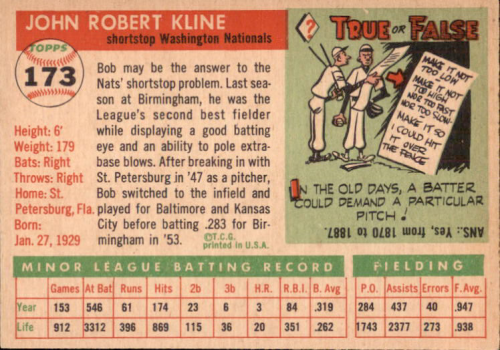 JOHN ROBERT KLINE
shortstop Washington Nationals
TOPPS
173
Height: 6'
Weight: 179
Bats: Right
Throws: Right
Home: St.
Petersburg, Fla.
Born:
Jan. 27, 1929
Bob may be the answer to the
Nats' shortstop problem. Last sea-
son at Birmingham, he was the
League's second best fielder
while displaying a good batting
eye and an ability to pole extra-
base blows. After breaking in with
St. Petersburg in '47 as a pitcher,
Bob switched to the infield and
played for Baltimore and Kansas
City before batting .283 for Bir-
mingham in '53.
©T.C.G.
printed in U.S.A.
?
TRUE OR FALSE
MAKE IT NOT
TOO LOW
MAKE IT NOT
TOO HIGH
NOR TOO FAST
NOR TOO SLOW
MAKE IT SO
I COULD HIT
IT OVER
THE FENCE
IN THE OLD DAYS, A BATTER
COULD DEMAND A PARTICULAR
PITCH!
ANS.: Yes, from 1870 to 1887.
MINOR LEAGUE BATTING RECORD
Games At Bat Runs Hits 2b 3b H.R. R.B.I. B. Avg
Year 153 546 61 174 23 6 3 84 .319
Life 912 3312 396 869 115 36 20 351 .262
FIELDING
P.O. Assists Errors F. Avg.
284 437 40 .947
1743 2377 273 .938